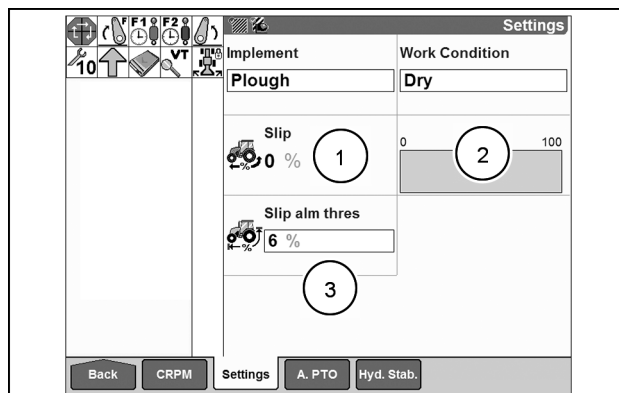 F F1 F2 Settings
10 VT
Implement Work Condition
Plough Dry
Slip 0 100
0 % 1 2
%
Slip alm thres
6 %
%
3
Back CRPM Settings A. PTO Hyd. Stab.